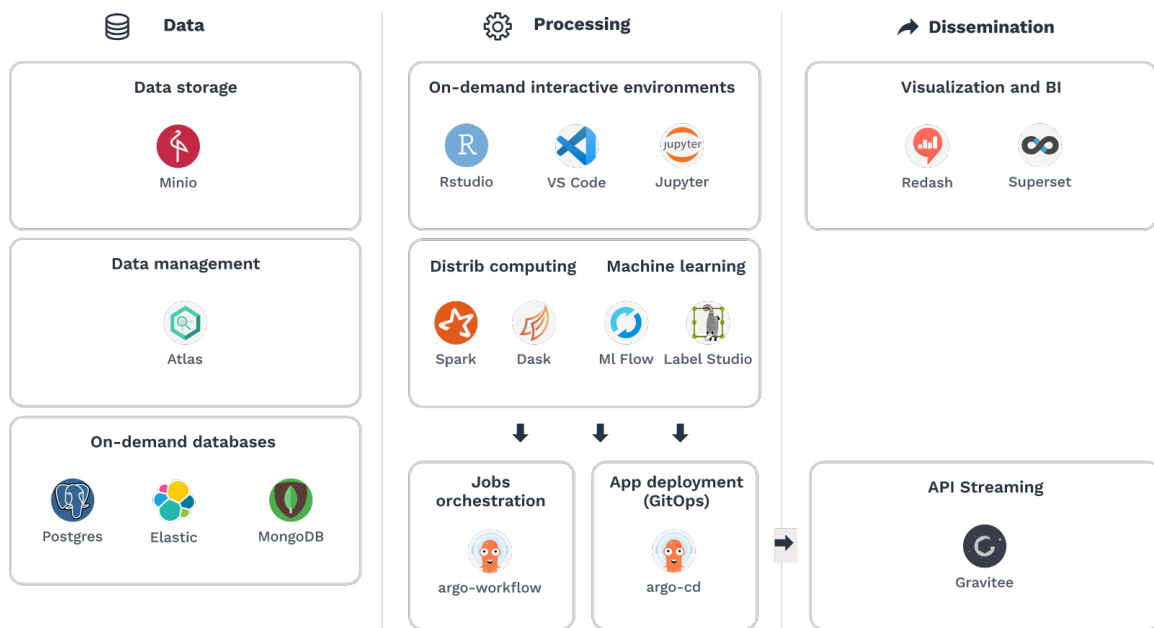 Data
Data storage
Minio
Data management
Atlas
On-demand databases
Postgres
Elastic
MongoDB
Processing
On-demand interactive environments
R
Rstudio
VS Code
jupyter
Jupyter
Distrib computing
Machine learning
Spark
Dask
Ml Flow
Label Studio
Jobs
orchestration
argo-workflow
App deployment
(GitOps)
argo-cd
Dissemination
Visualization and BI
Redash
Superset
API Streaming
Gravitee